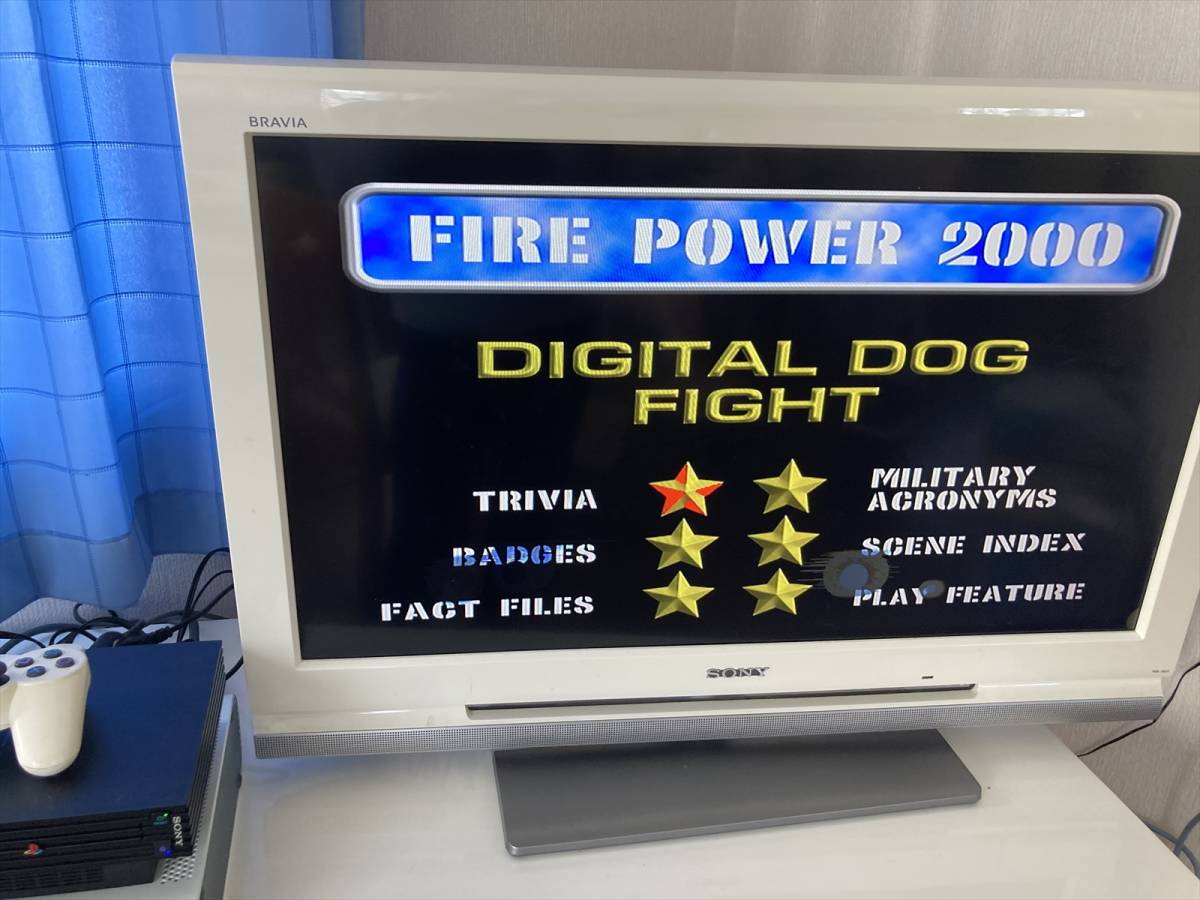 BRAVIA
FIRE POWER 2000
DIGITAL DOG
FIGHT
TRIVIA
MILITARY
ACRONYMS
BADGES
SCENE INDEX
FACT FILES
PLAY FEATURE
SONY
SONY